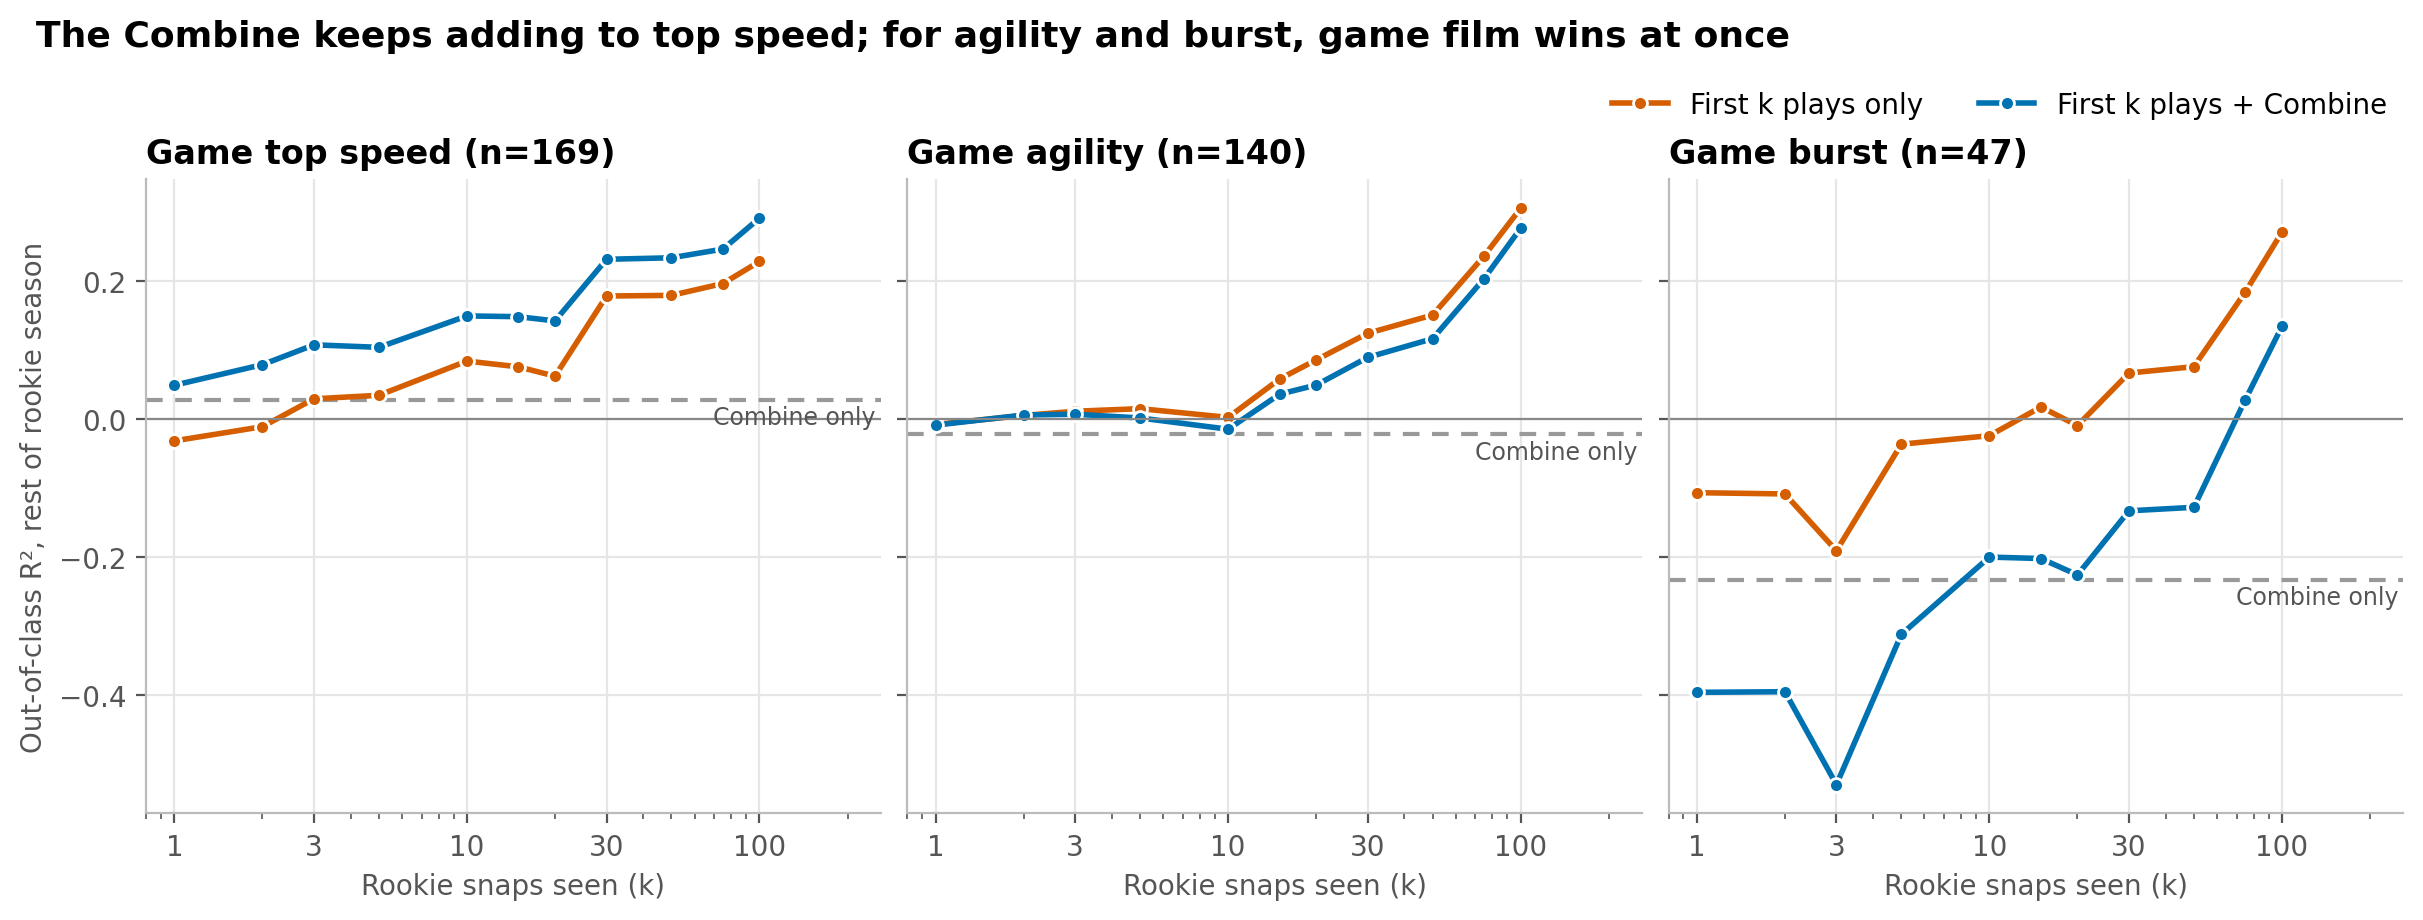 The Combine keeps adding to top speed; for agility and burst, game film wins at once
First k plays only
First k plays + Combine
Game top speed (n=169)
Game agility (n=140)
Game burst (n=47)
Out-of-class R², rest of rookie season
0.2
0.0
−0.2
−0.4
Combine only
Combine only
Combine only
1 3 10 30 100
1 3 10 30 100
1 3 10 30 100
Rookie snaps seen (k)
Rookie snaps seen (k)
Rookie snaps seen (k)